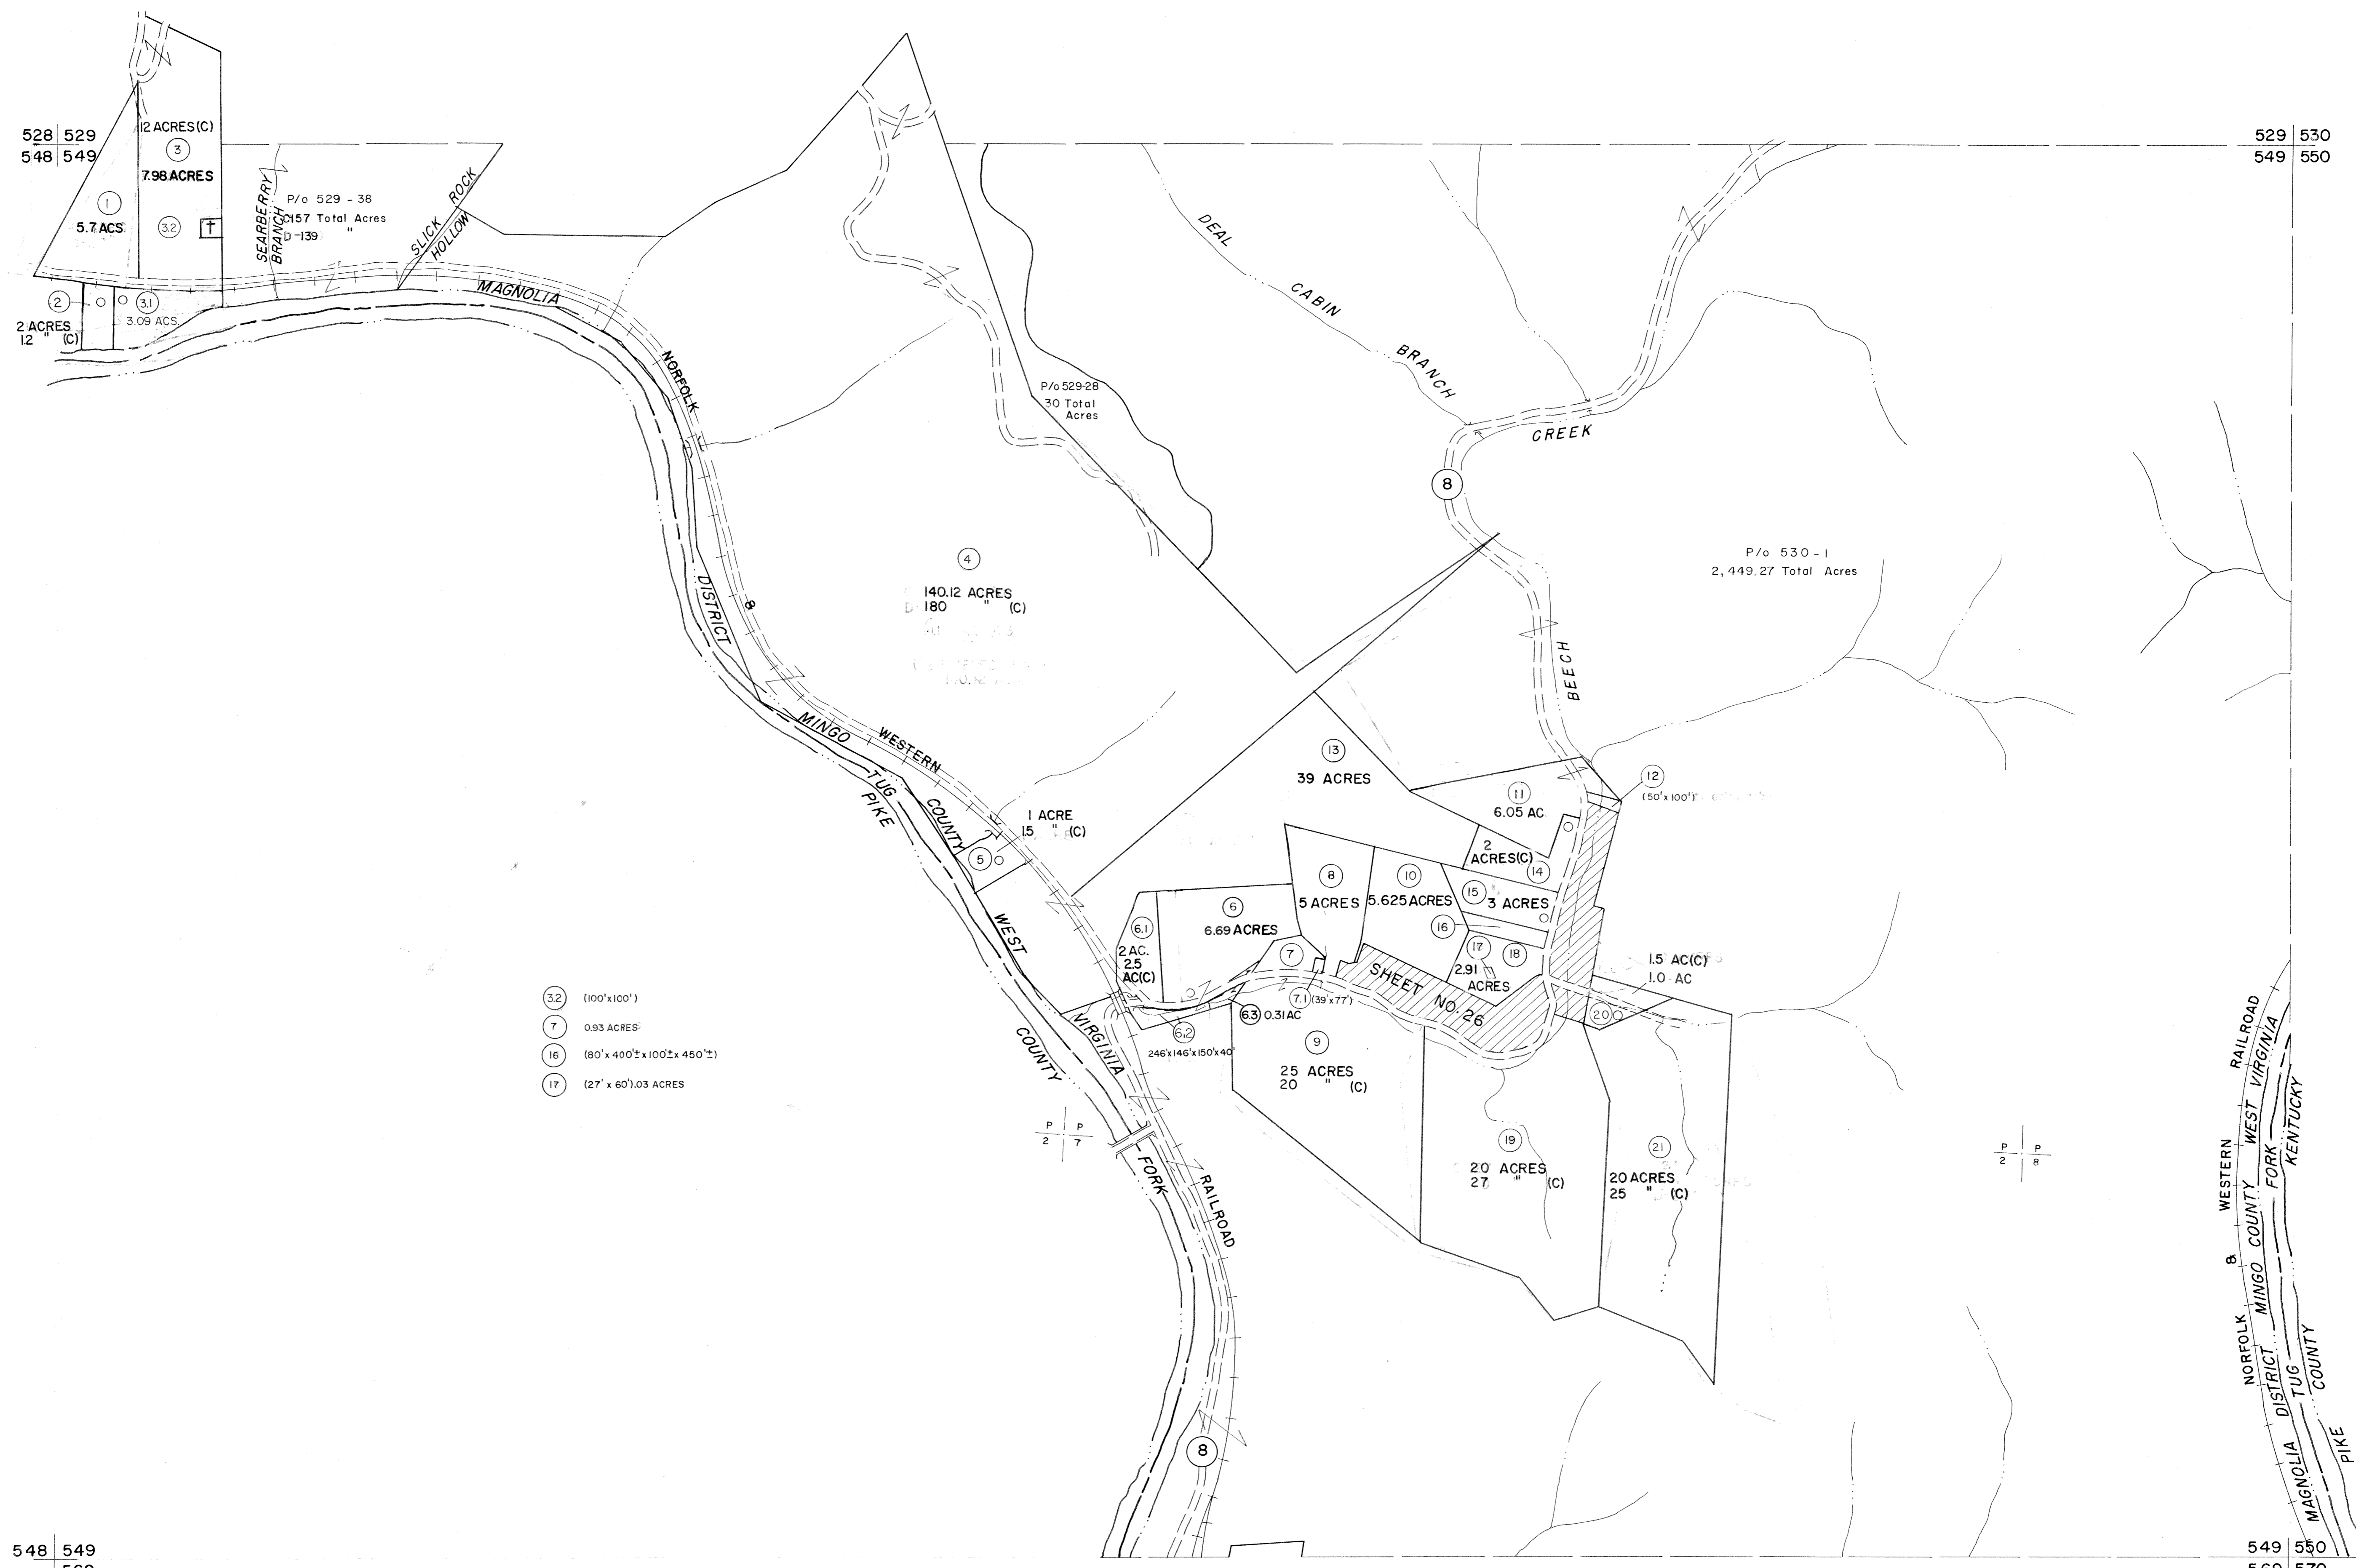 528 529
548 549
529 530
549 550
12 ACRES(C)
3
7.98 ACRES
1
5.7 ACS
3.2
SEARBERRY
BRANCH
P/o 529 - 38
C157 Total Acres
D-139 "
SLICK ROCK
HOLLOW
2
2 ACRES
1.2 " (C)
3.1
3.09 ACS.
MAGNOLIA
NORFOLK
DISTRICT
&
DEAL
CABIN
BRANCH
CREEK
8
P/o 529-28
30 Total
Acres
4
140.12 ACRES
D 180 " (C)
P/o 530 - 1
2,449.27 Total Acres
BEECH
MINGO
WESTERN
TUG
PIKE
COUNTY
1 ACRE
1.5 " (C)
5
WEST
13
39 ACRES
11
6.05 AC
12
(50'x100')
2
ACRES(C)
14
8
5 ACRES
10
5.625 ACRES
15
3 ACRES
16
6
6.69 ACRES
6.1
2 AC.
2.5
AC(C)
7
17
18
2.91
ACRES
1.5 AC(C)
1.0 AC
SHEET NO. 26
7.1 (39'x77')
6.3 0.31 AC
6.2
246'x146'x150'x40'
20
VIRGINIA
COUNTY
9
25 ACRES
20 " (C)
3.2 (100'x100')
7 0.93 ACRES
16 (80'x 400'±x100'±x 450'±)
17 (27' x 60').03 ACRES
P P
2 7
19
20 ACRES
27 " (C)
21
20 ACRES
25 " (C)
P P
2 8
FORK
RAILROAD
8
NORFOLK & WESTERN RAILROAD
MAGNOLIA DISTRICT MINGO COUNTY WEST VIRGINIA
TUG FORK
PIKE COUNTY KENTUCKY
548 549
549 550